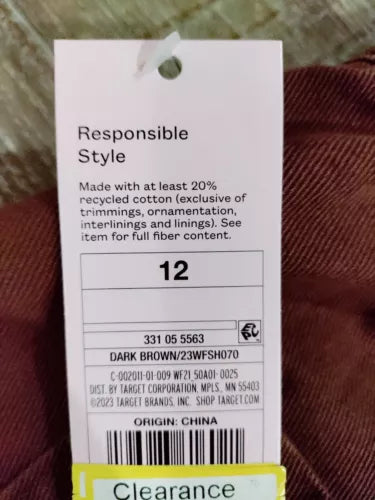 Responsible
Style
Made with at least 20%
recycled cotton (exclusive of
trimmings, ornamentation,
interlinings and linings). See
item for full fiber content.
12
331 05 5563
DARK BROWN/23WFSH070
C-002011-01-009 WF21 50A01-0025
DIST. BY TARGET CORPORATION, MPLS., MN 55403
©2023 TARGET BRANDS, INC. SHOP TARGET.COM
ORIGIN: CHINA
Clearance